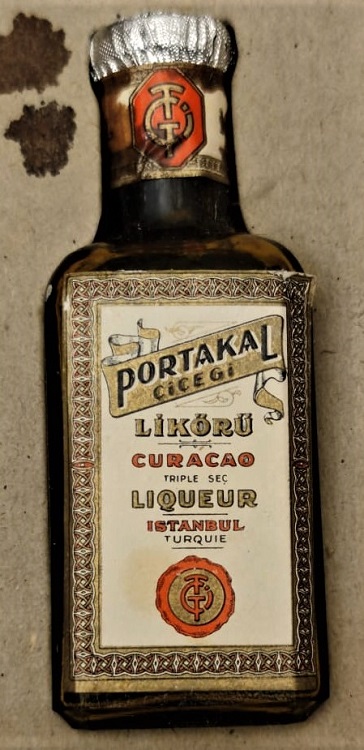 PORTAKAL
ÇİÇEĞİ
LİKÖRÜ
CURACAO
TRIPLE SEÇ
LIQUEUR
ISTANBUL
TURQUIE